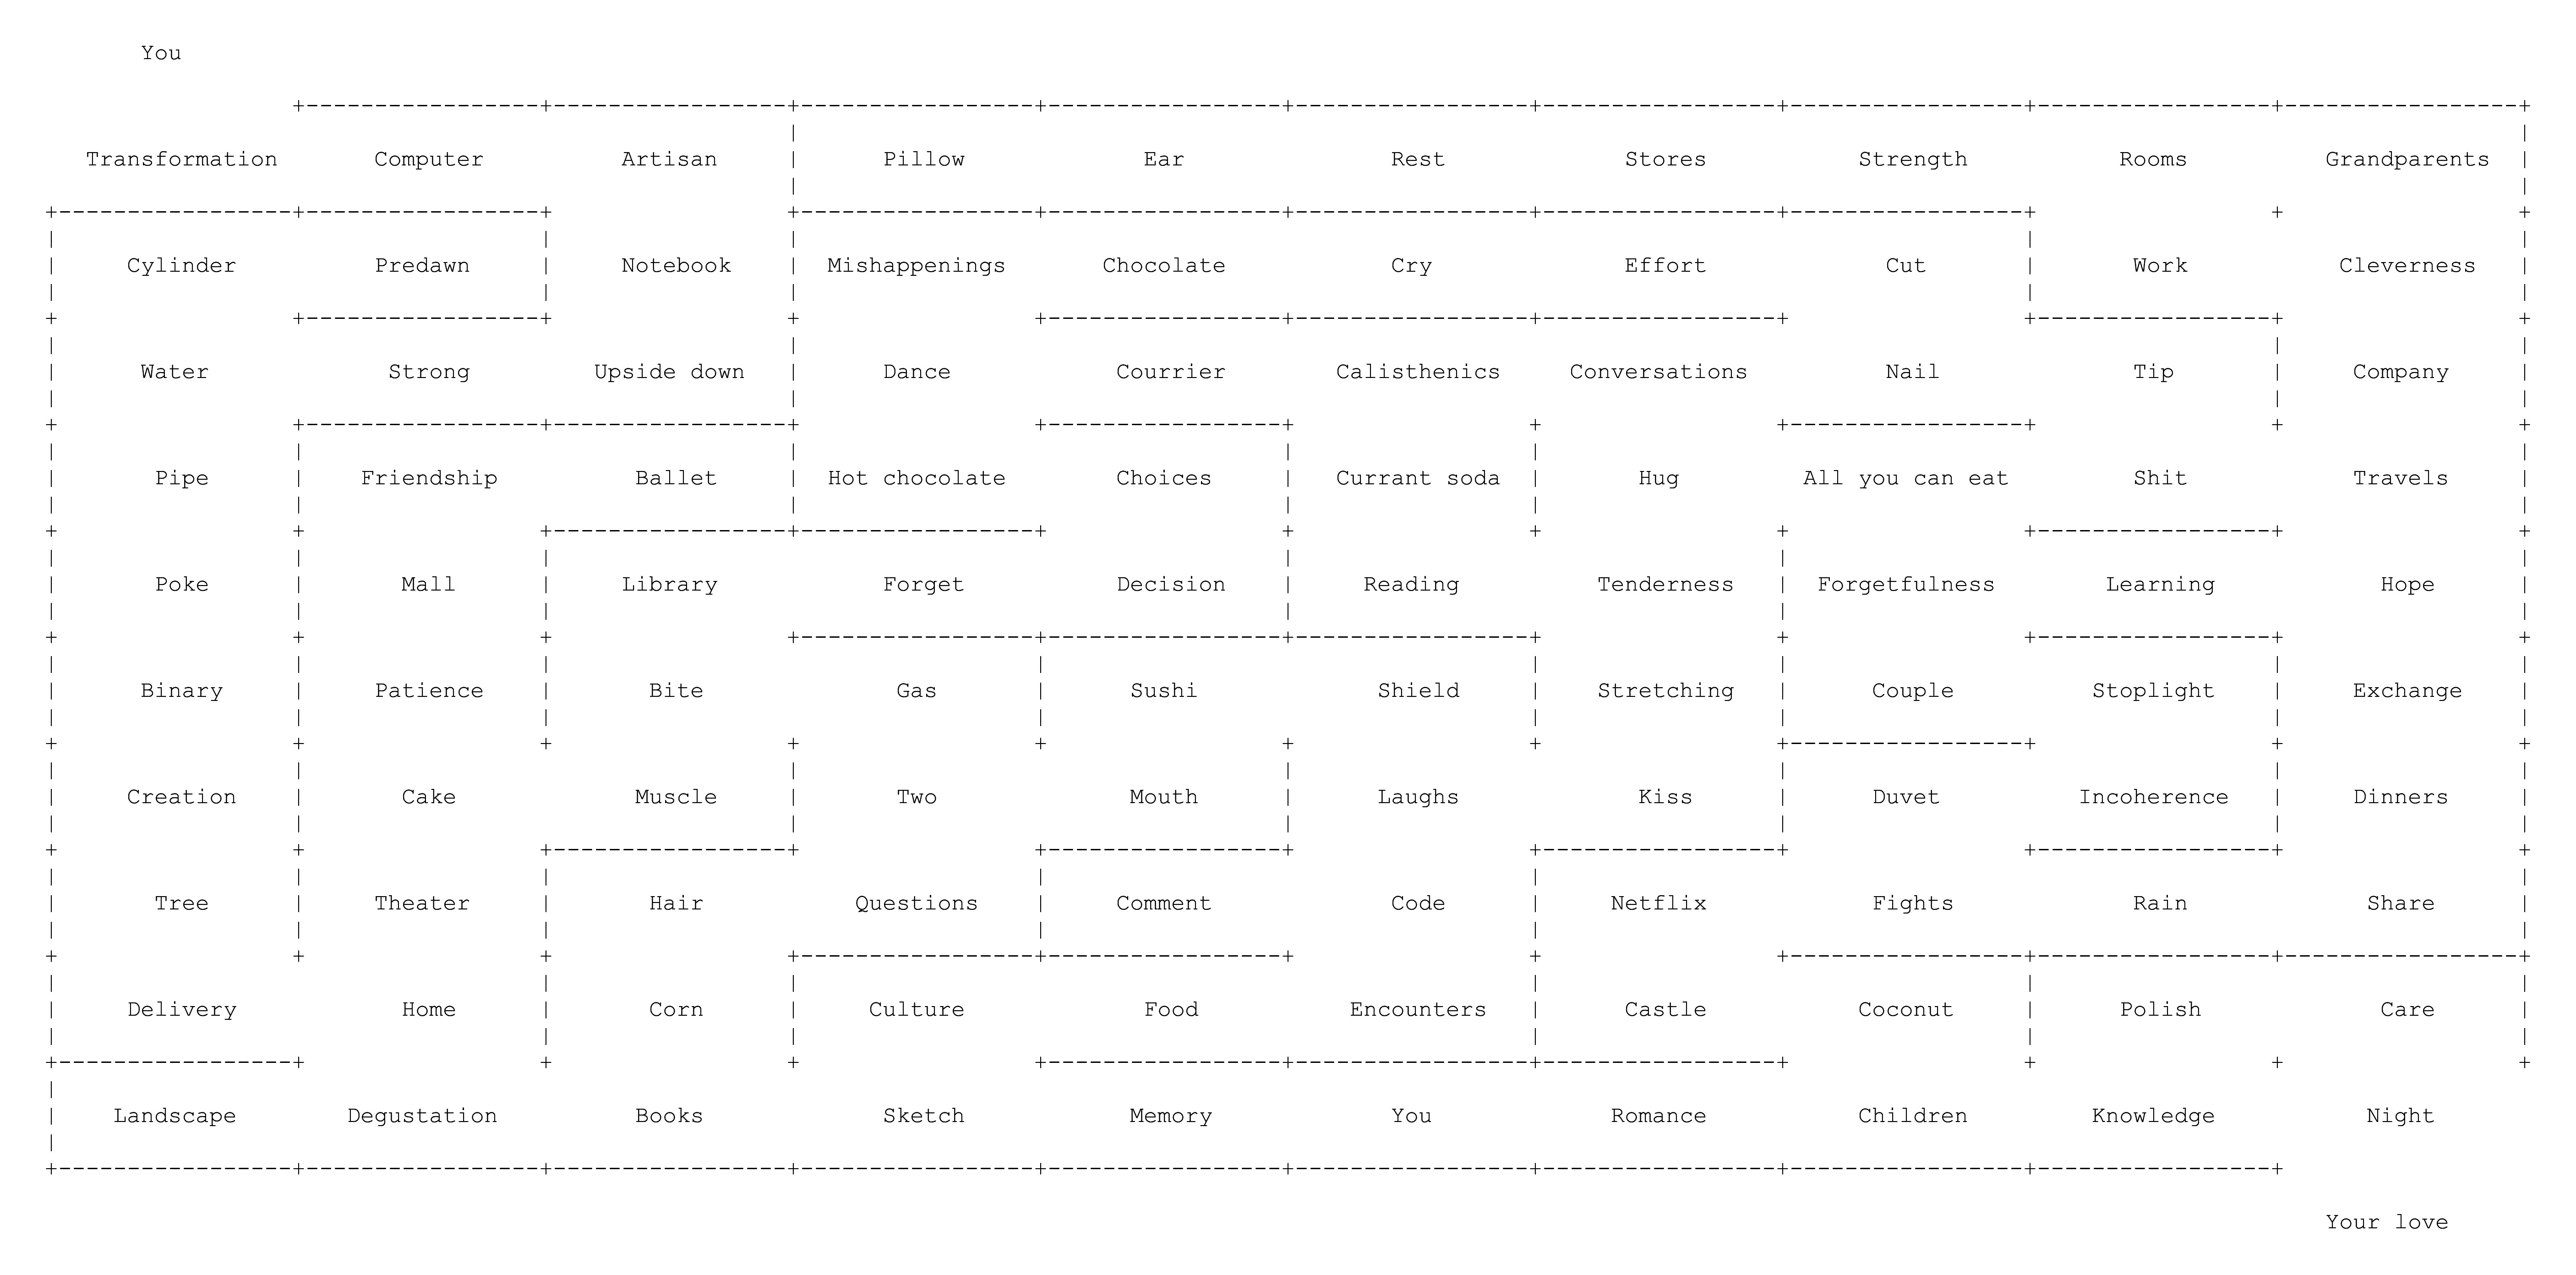 You
Transformation Computer Artisan Pillow Ear Rest Stores Strength Rooms Grandparents
Cylinder Predawn Notebook Mishappenings Chocolate Cry Effort Cut Work Cleverness
Water Strong Upside down Dance Courrier Calisthenics Conversations Nail Tip Company
Pipe Friendship Ballet Hot chocolate Choices Currant soda Hug All you can eat Shit Travels
Poke Mall Library Forget Decision Reading Tenderness Forgetfulness Learning Hope
Binary Patience Bite Gas Sushi Shield Stretching Couple Stoplight Exchange
Creation Cake Muscle Two Mouth Laughs Kiss Duvet Incoherence Dinners
Tree Theater Hair Questions Comment Code Netflix Fights Rain Share
Delivery Home Corn Culture Food Encounters Castle Coconut Polish Care
Landscape Degustation Books Sketch Memory You Romance Children Knowledge Night
Your love